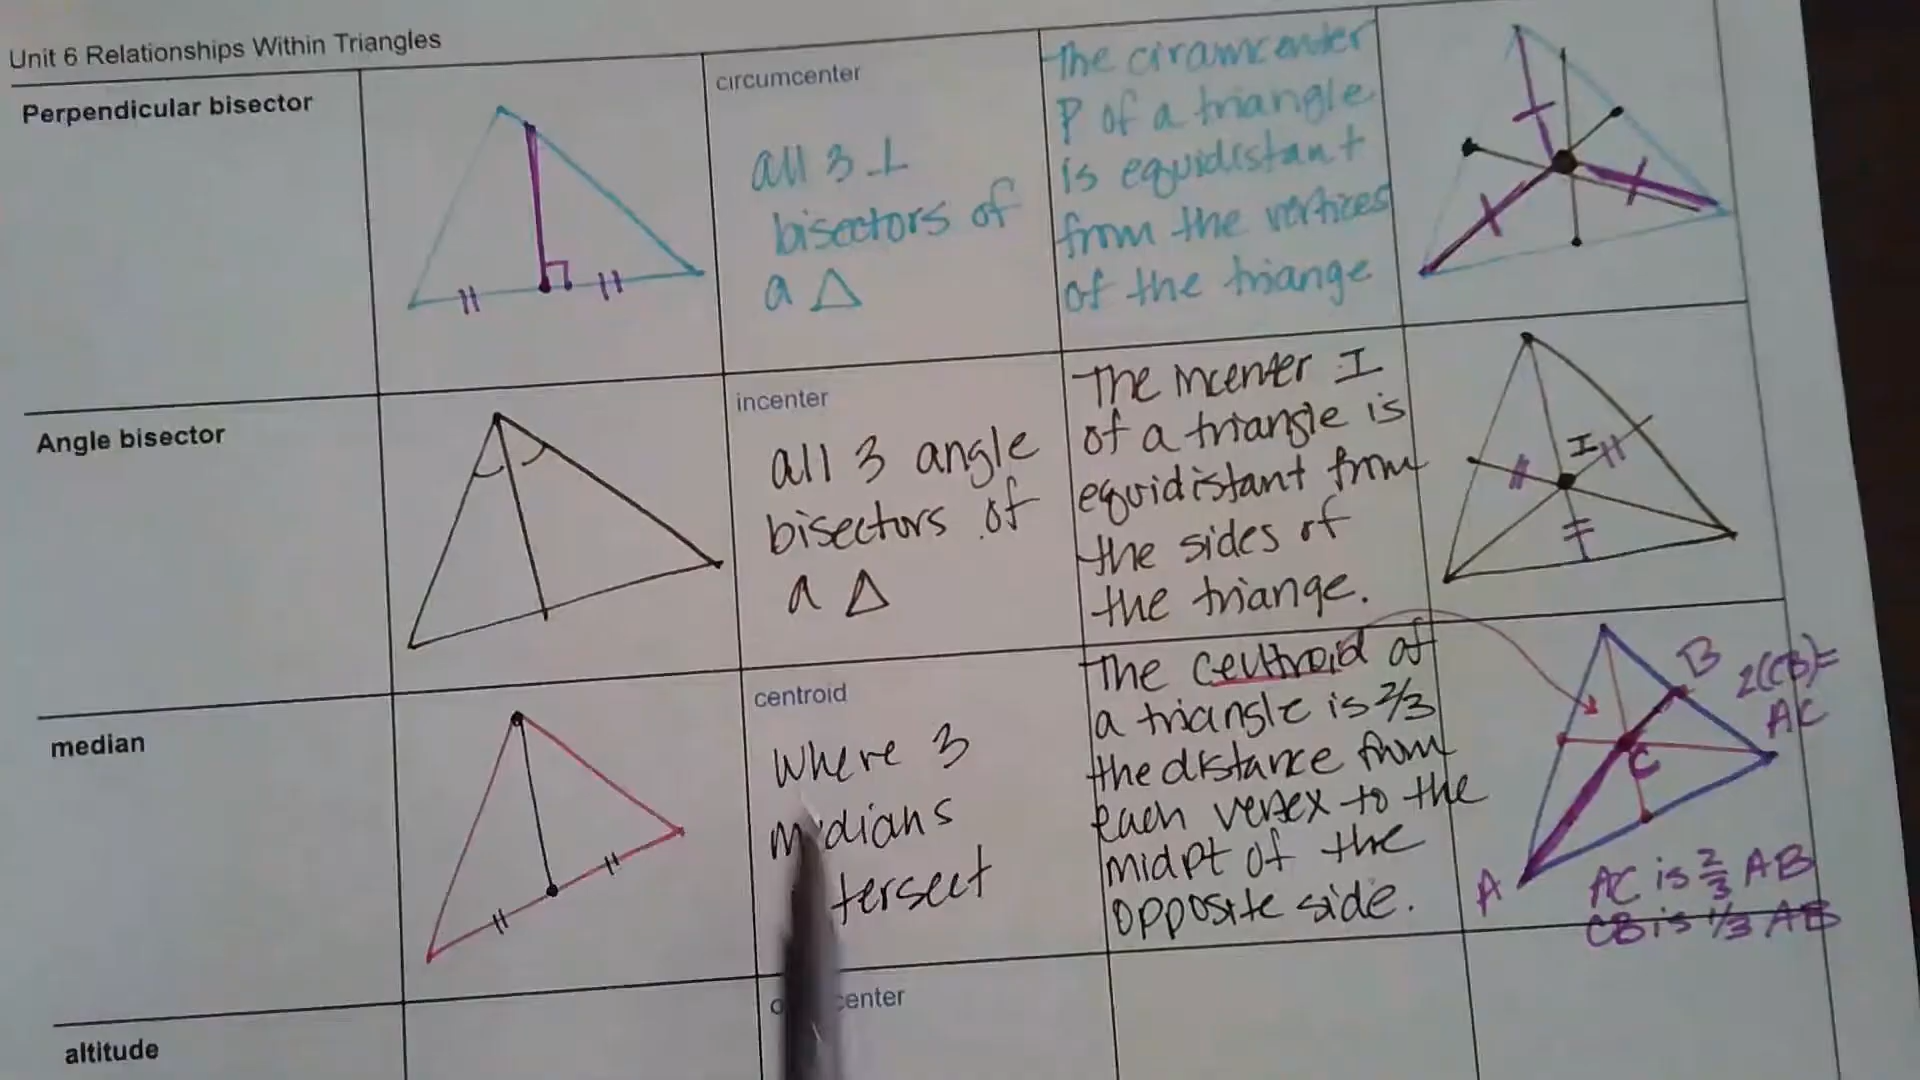 Unit 6 Relationships Within Triangles
Perpendicular bisector
circumcenter
all 3 ⊥
bisectors of
a △
The
P of a triangle
is equidistant
from the vertices
of the triange
Angle bisector
incenter
all 3 angle
bisectors of
a △
The incenter I
of a triangle is
equidistant from
the sides of
the triange.
I
median
centroid
where 3
medians
tersect
The centroid of
a triangle is 2/3
the distance from
each vertex to the
midpt of the
opposite side.
B
2(CB)=
AC
C
A
AC is 2/3 AB
CB is 1/3 AB
altitude
center